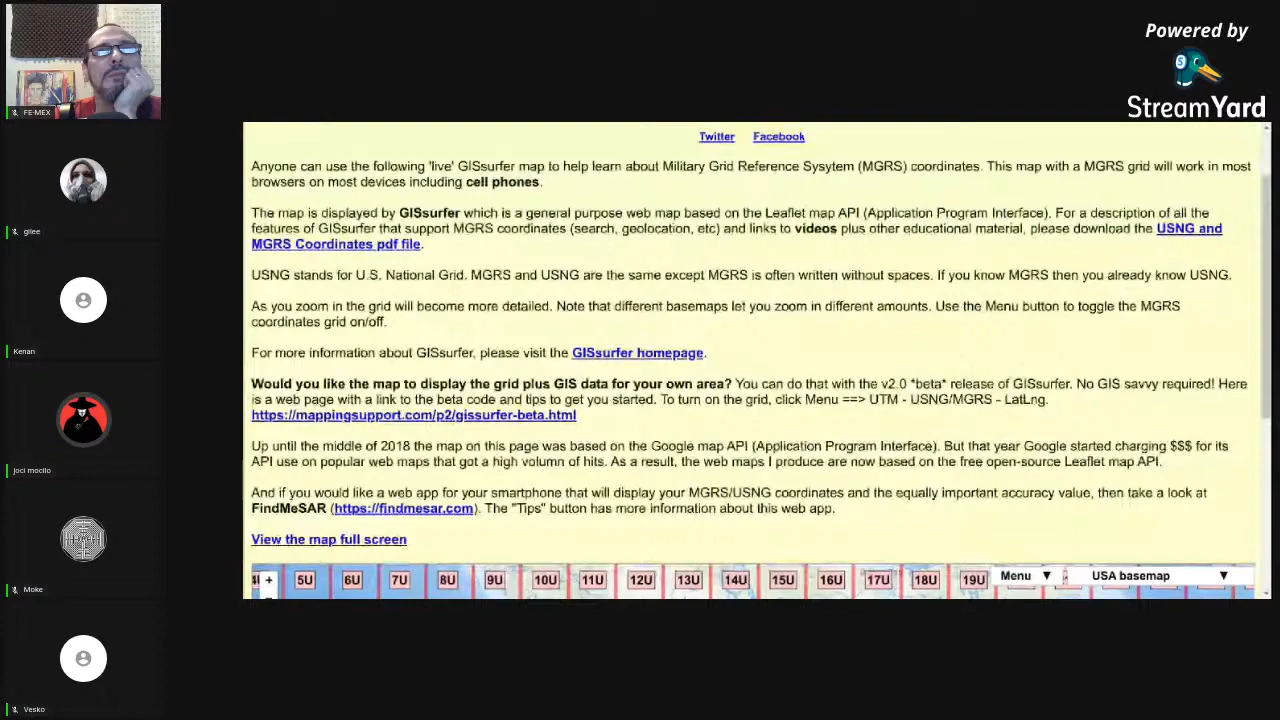 Powered by
StreamYard
FE-MEX
gilee
Kenan
joci mocilo
Moke
Vesko
Twitter Facebook
Anyone can use the following 'live' GISsurfer map to help learn about Military Grid Reference Sysytem (MGRS) coordinates. This map with a MGRS grid will work in most
browsers on most devices including cell phones.
The map is displayed by GISsurfer which is a general purpose web map based on the Leaflet map API (Application Program Interface). For a description of all the
features of GISsurfer that support MGRS coordinates (search, geolocation, etc) and links to videos plus other educational material, please download the USNG and
MGRS Coordinates pdf file.
USNG stands for U.S. National Grid. MGRS and USNG are the same except MGRS is often written without spaces. If you know MGRS then you already know USNG.
As you zoom in the grid will become more detailed. Note that different basemaps let you zoom in different amounts. Use the Menu button to toggle the MGRS
coordinates grid on/off.
For more information about GISsurfer, please visit the GISsurfer homepage.
Would you like the map to display the grid plus GIS data for your own area? You can do that with the v2.0 *beta* release of GISsurfer. No GIS savvy required! Here
is a web page with a link to the beta code and tips to get you started. To turn on the grid, click Menu ==> UTM - USNG/MGRS - LatLng.
https://mappingsupport.com/p2/gissurfer-beta.html
Up until the middle of 2018 the map on this page was based on the Google map API (Application Program Interface). But that year Google started charging $$$ for its
API use on popular web maps that got a high volumn of hits. As a result, the web maps I produce are now based on the free open-source Leaflet map API.
And if you would like a web app for your smartphone that will display your MGRS/USNG coordinates and the equally important accuracy value, then take a look at
FindMeSAR (https://findmesar.com). The "Tips" button has more information about this web app.
View the map full screen
+ 5U 6U 7U 8U 9U 10U 11U 12U 13U 14U 15U 16U 17U 18U 19U Menu ▼ USA basemap ▼